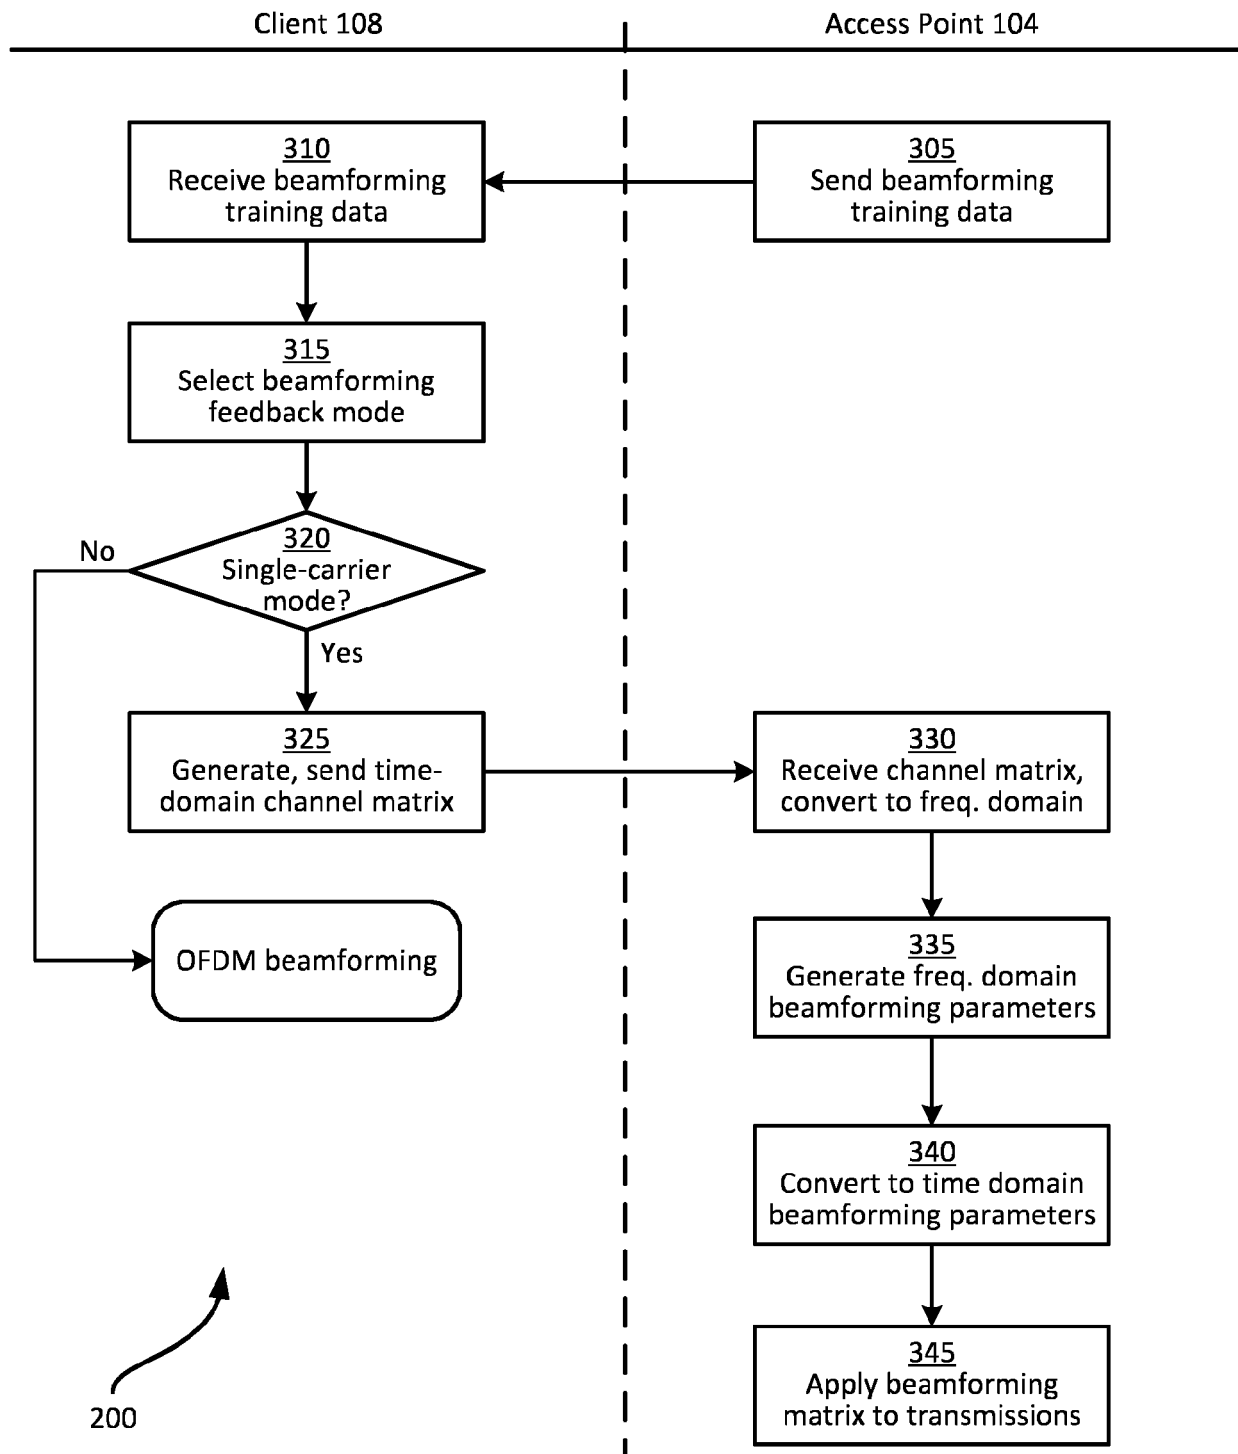 Client 108
Access Point 104
310
Receive beamforming
training data
305
Send beamforming
training data
315
Select beamforming
feedback mode
No
320
Single-carrier
mode?
Yes
325
Generate, send time-
domain channel matrix
330
Receive channel matrix,
convert to freq. domain
OFDM beamforming
335
Generate freq. domain
beamforming parameters
340
Convert to time domain
beamforming parameters
345
Apply beamforming
matrix to transmissions
200